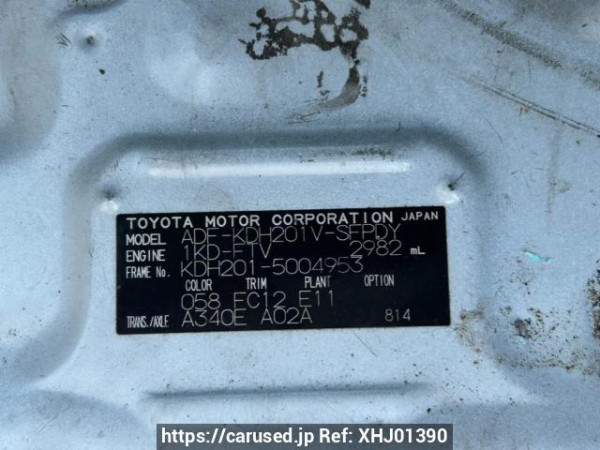 TOYOTA MOTOR CORPORATION JAPAN
MODEL ADF-KDH201V-SFPDY
ENGINE 1KD-FTV 2982 mL
FRAME No. KDH201-5004953
COLOR TRIM PLANT OPTION
058 FC12 E11
TRANS./AXLE A340E A02A 814
https://carused.jp Ref: XHJ01390